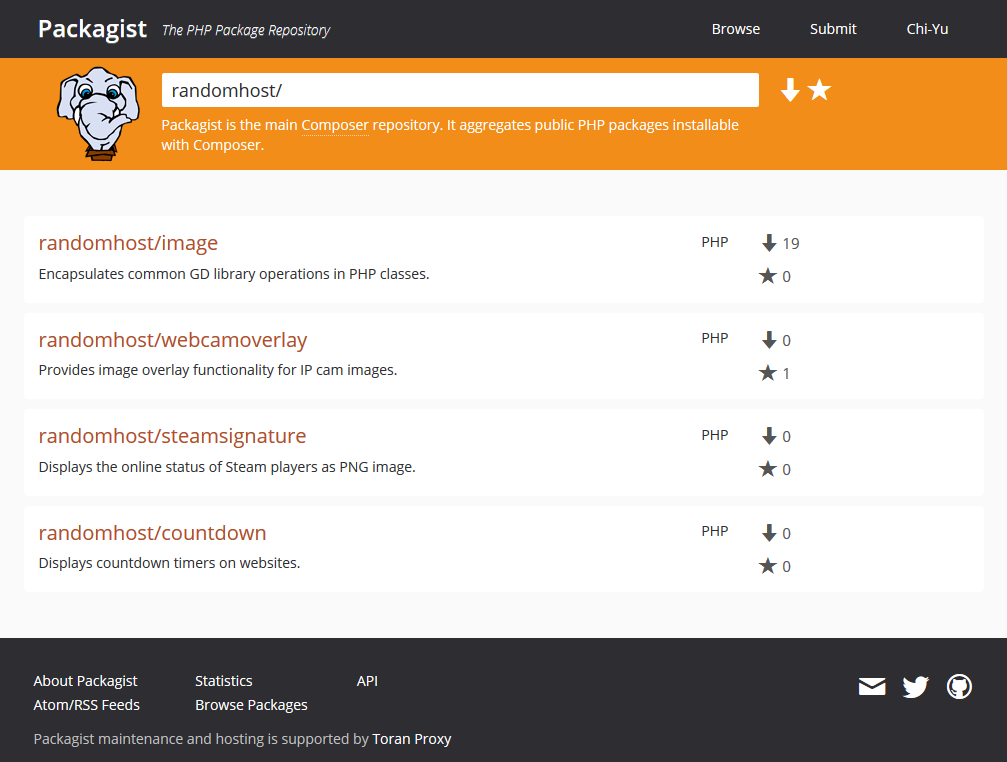 Packagist The PHP Package Repository Browse Submit Chi-Yu
randomhost/
Packagist is the main Composer repository. It aggregates public PHP packages installable
with Composer.
randomhost/image PHP 19
Encapsulates common GD library operations in PHP classes. 0
randomhost/webcamoverlay PHP 0
Provides image overlay functionality for IP cam images. 1
randomhost/steamsignature PHP 0
Displays the online status of Steam players as PNG image. 0
randomhost/countdown PHP 0
Displays countdown timers on websites. 0
About Packagist Statistics API
Atom/RSS Feeds Browse Packages
Packagist maintenance and hosting is supported by Toran Proxy